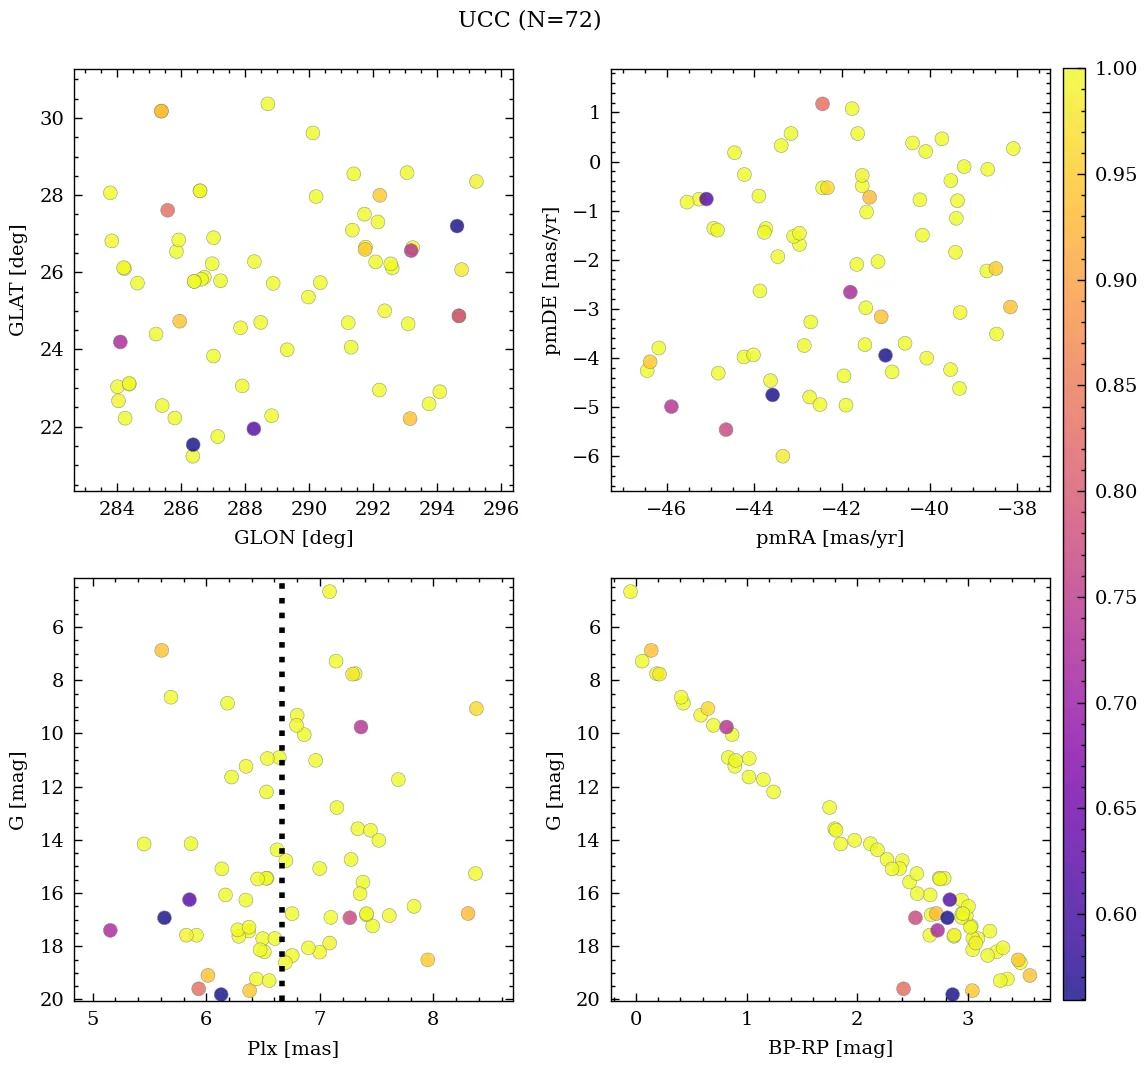 UCC (N=72)
30
28
26
24
22
GLAT [deg]
284 286 288 290 292 294 296
GLON [deg]
1
0
−1
−2
−3
−4
−5
−6
pmDE [mas/yr]
−46 −44 −42 −40 −38
pmRA [mas/yr]
6
8
10
12
14
16
18
20
G [mag]
5 6 7 8
Plx [mas]
6
8
10
12
14
16
18
20
G [mag]
0 1 2 3
BP-RP [mag]
1.00
0.95
0.90
0.85
0.80
0.75
0.70
0.65
0.60